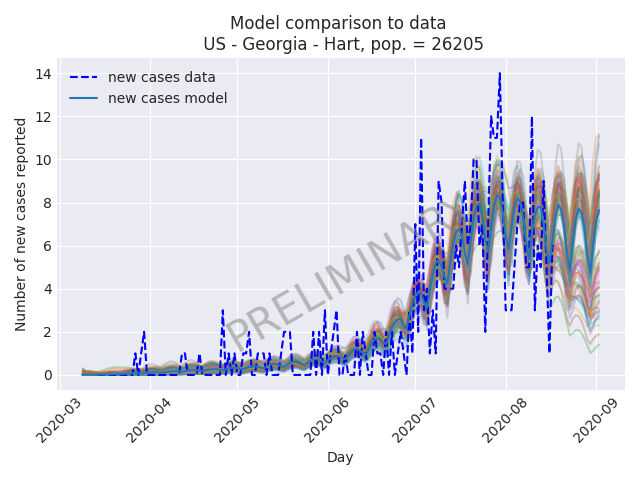 Model comparison to data
US - Georgia - Hart, pop. = 26205
new cases data
new cases model
PRELIMINARY
Number of new cases reported
14
12
10
8
6
4
2
0
2020-03
2020-04
2020-05
2020-06
2020-07
2020-08
2020-09
Day